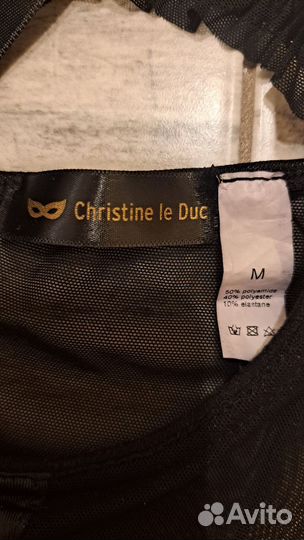 Christine le Duc
M
50% polyamide
40% polyester
10% elastane
Avito